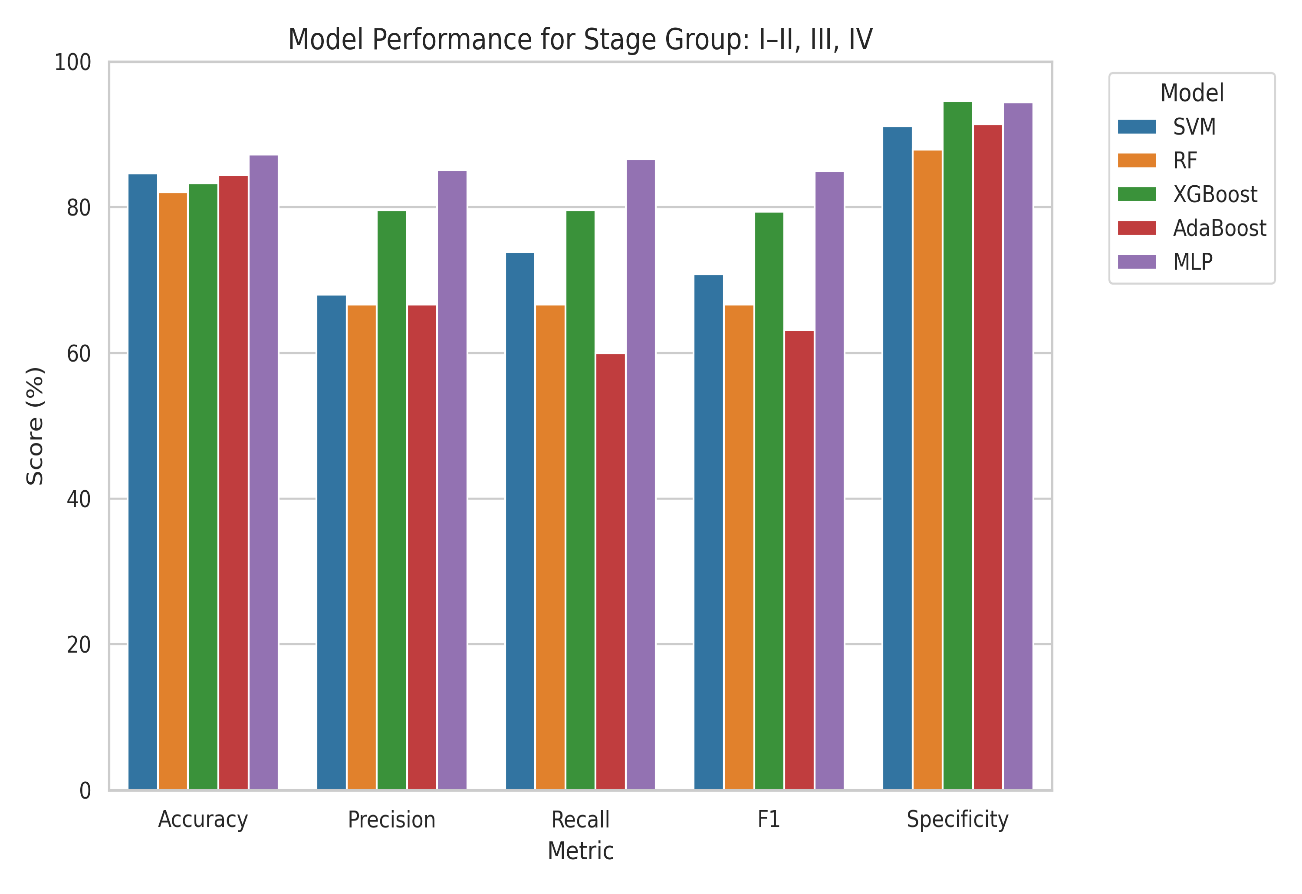 Model Performance for Stage Group: I–II, III, IV
100
80
60
40
20
0
Score (%)
Accuracy
Precision
Recall
F1
Specificity
Metric
Model
SVM
RF
XGBoost
AdaBoost
MLP